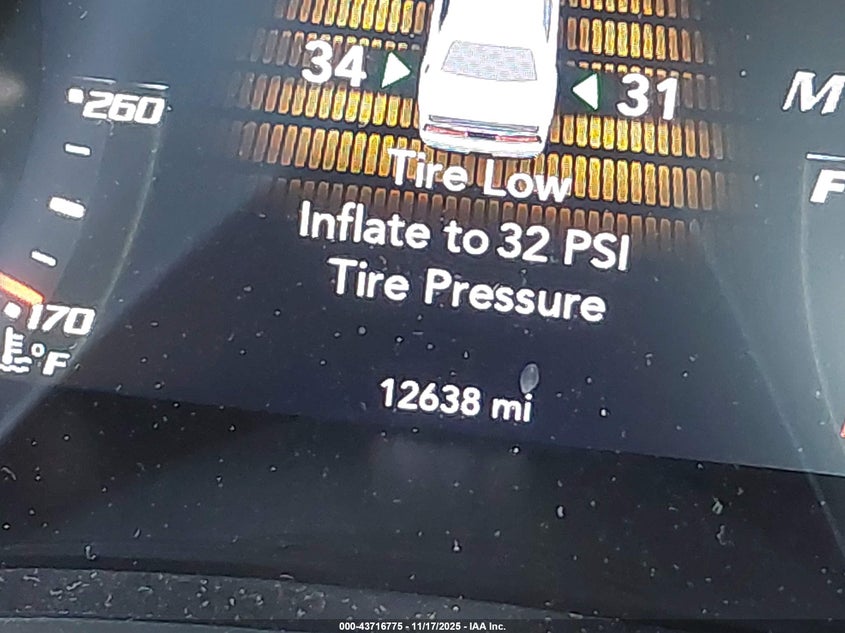 34 31
260
M
Tire Low
F
Inflate to 32 PSI
Tire Pressure
170
°F
12638 mi
000-43716775 - 11/17/2025 - IAA Inc.